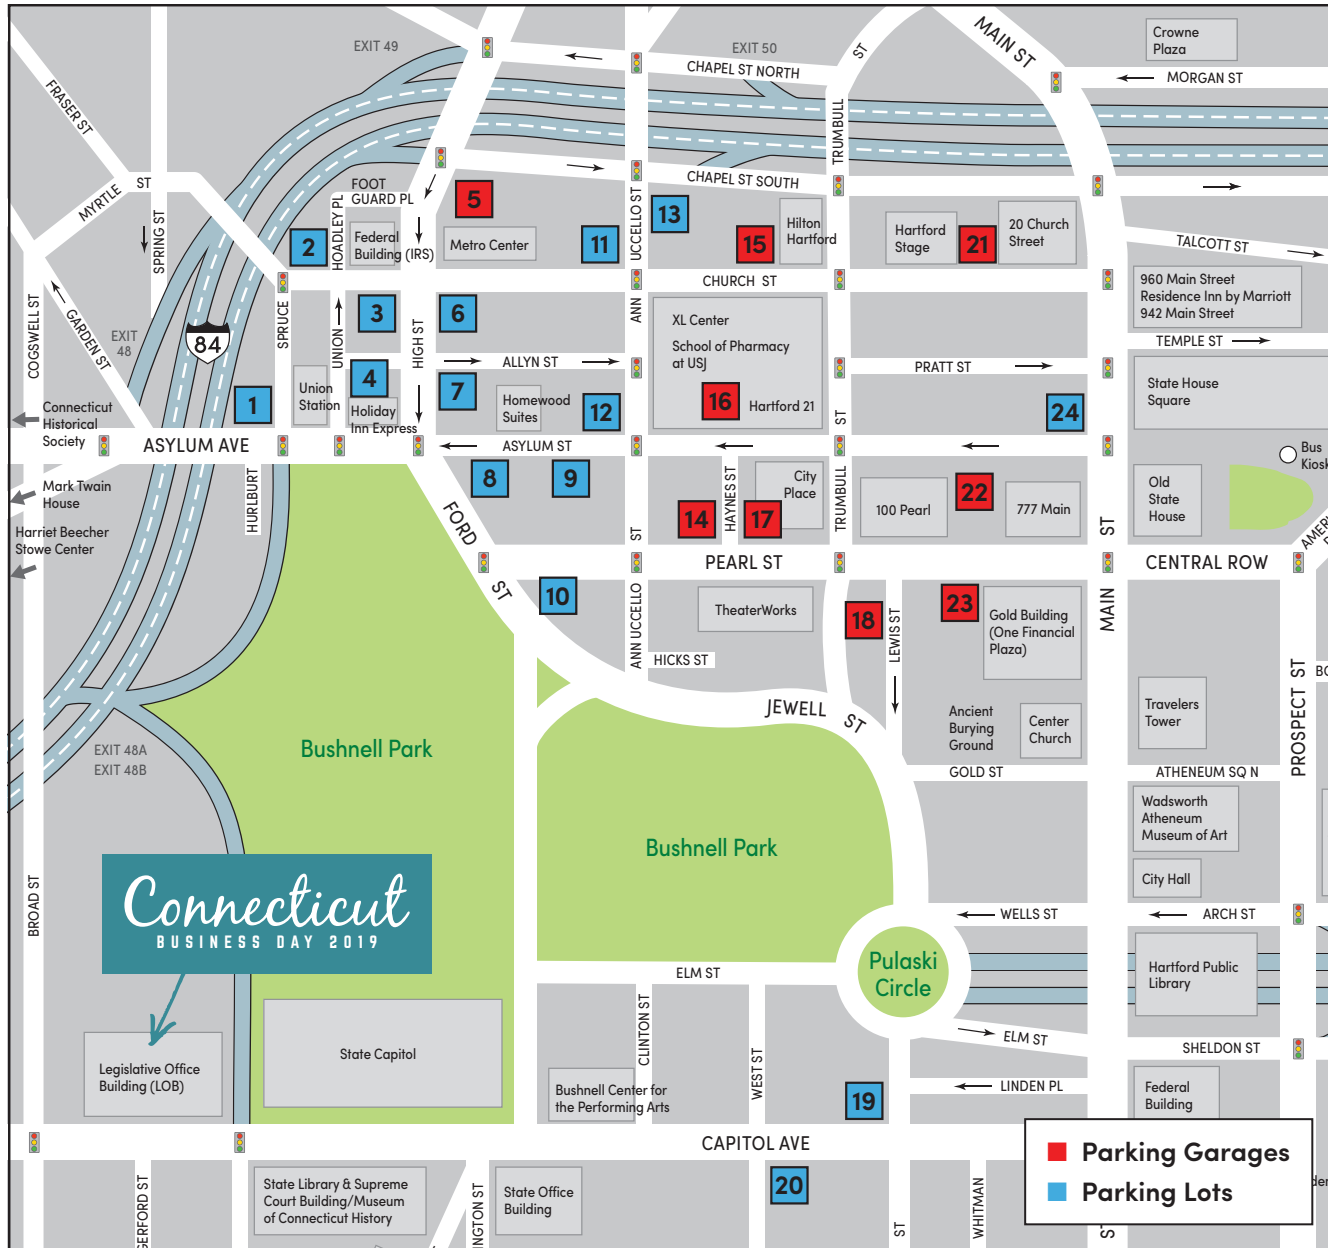 EXIT 49
EXIT 50
MAIN ST
Crowne
Plaza
CHAPEL ST NORTH
ST
MORGAN ST
FRASER ST
TRUMBULL
MYRTLE
ST
FOOT
GUARD PL
CHAPEL ST SOUTH
SPRING ST
HOADLEY PL
5
UCCELLO ST
13
2
Federal
Building (IRS)
Metro Center
11
15
Hilton
Hartford
Hartford
Stage
21
20 Church
Street
TALCOTT ST
CHURCH ST
960 Main Street
Residence Inn by Marriott
942 Main Street
COGSWELL ST
GARDEN ST
EXIT
48
84
SPRUCE
UNION
3
HIGH ST
6
ANN
XL Center
School of Pharmacy
at USJ
TEMPLE ST
ALLYN ST
PRATT ST
Union
Station
4
7
Homewood
Suites
12
16
Hartford 21
ST
24
State House
Square
1
Holiday
Inn Express
Connecticut
Historical
Society
ASYLUM AVE
ASYLUM ST
Bus
Kiosk
Mark Twain
House
HURLBURT
8
9
HAYNES ST
City
Place
TRUMBULL
22
Old
State
House
Harriet Beecher
Stowe Center
FORD
ST
ST
14
17
100 Pearl
777 Main
ST
PEARL ST
CENTRAL ROW
10
ANN UCCELLO
TheaterWorks
18
LEWIS ST
23
Gold Building
(One Financial
Plaza)
MAIN
HICKS ST
PROSPECT ST
JEWELL ST
Ancient
Burying
Ground
Center
Church
Travelers
Tower
EXIT 48A
EXIT 48B
Bushnell Park
GOLD ST
ATHENEUM SQ N
Wadsworth
Atheneum
Museum of Art
Bushnell Park
City Hall
Connecticut
BUSINESS DAY 2019
BROAD ST
WELLS ST
ARCH ST
Pulaski
Circle
ELM ST
Hartford Public
Library
CLINTON ST
WEST ST
ELM ST
SHELDON ST
State Capitol
Legislative Office
Building (LOB)
Bushnell Center for
the Performing Arts
19
LINDEN PL
Federal
Building
CAPITOL AVE
Parking Garages
Parking Lots
State Library & Supreme
Court Building/Museum
of Connecticut History
State Office
Building
20
WHITMAN
ST
ST